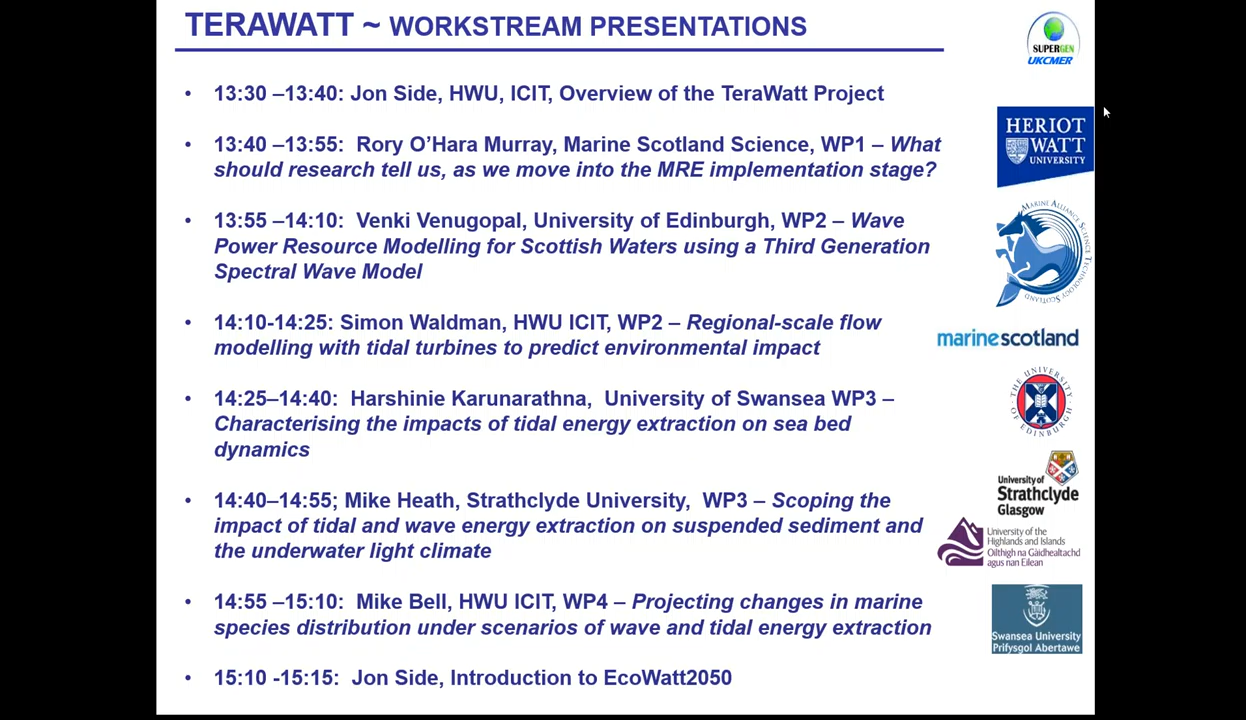 TERAWATT ~ WORKSTREAM PRESENTATIONS
• 13:30 –13:40: Jon Side, HWU, ICIT, Overview of the TeraWatt Project
• 13:40 –13:55: Rory O’Hara Murray, Marine Scotland Science, WP1 – What
should research tell us, as we move into the MRE implementation stage?
• 13:55 –14:10: Venki Venugopal, University of Edinburgh, WP2 – Wave
Power Resource Modelling for Scottish Waters using a Third Generation
Spectral Wave Model
• 14:10-14:25: Simon Waldman, HWU ICIT, WP2 – Regional-scale flow
modelling with tidal turbines to predict environmental impact
• 14:25–14:40: Harshinie Karunarathna, University of Swansea WP3 –
Characterising the impacts of tidal energy extraction on sea bed
dynamics
• 14:40–14:55; Mike Heath, Strathclyde University, WP3 – Scoping the
impact of tidal and wave energy extraction on suspended sediment and
the underwater light climate
• 14:55 –15:10: Mike Bell, HWU ICIT, WP4 – Projecting changes in marine
species distribution under scenarios of wave and tidal energy extraction
• 15:10 -15:15: Jon Side, Introduction to EcoWatt2050
SUPERGEN
UKCMER
HERIOT
WATT
UNIVERSITY
MARINE ALLIANCE SCIENCE TECHNOLOGY SCOTLAND
marinescotland
THE UNIVERSITY OF EDINBURGH
University of
Strathclyde
Glasgow
University of the
Highlands and Islands
Oilthigh na Gàidhealtachd
agus nan Eilean
Swansea University
Prifysgol Abertawe